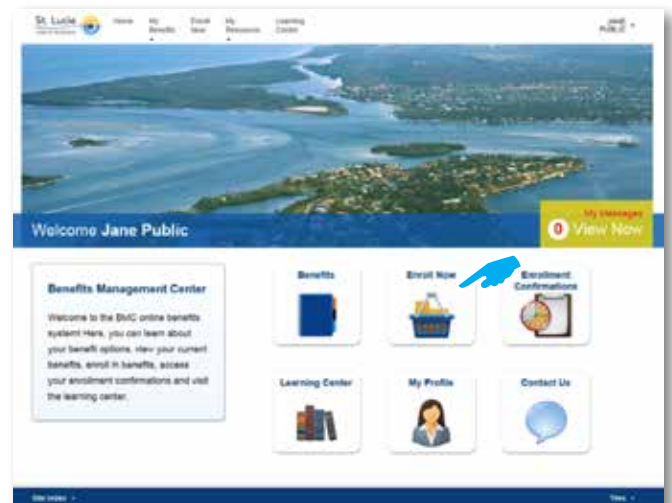 St. Lucie
Home
My Benefits
Enroll Now
My Resources
Learning Center
JANE PUBLIC
Welcome Jane Public
My Messages
0 View Now
Benefits Management Center
Welcome to the BMC online benefits
system! Here, you can learn about
your benefit options, view your current
benefits, enroll in benefits, access
your enrollment confirmations and visit
the learning center.
Benefits
Enroll Now
Enrollment
Confirmations
Learning Center
My Profile
Contact Us
Site Index